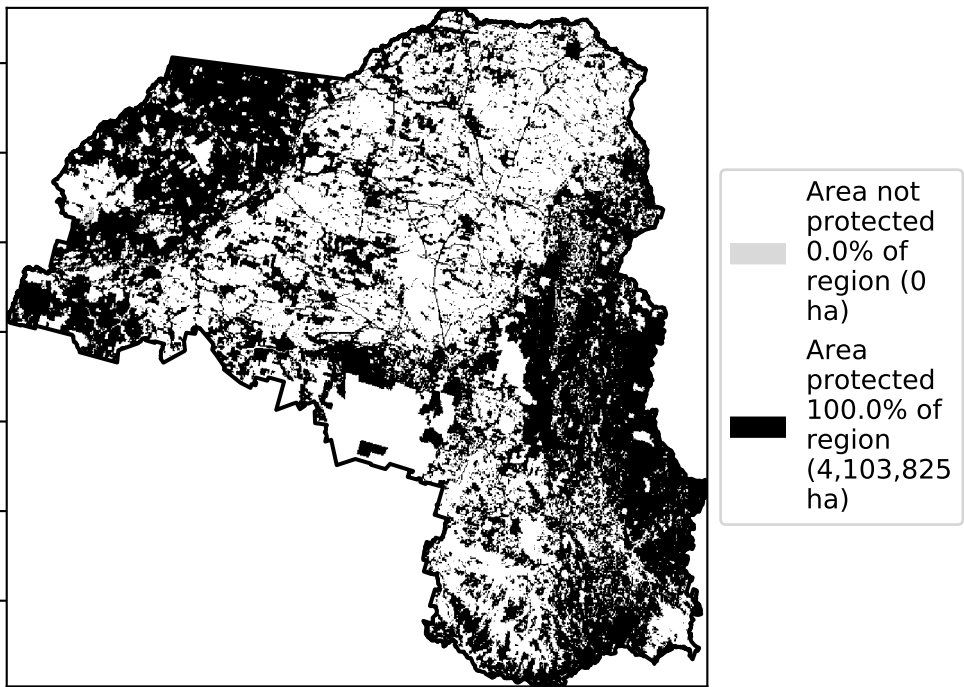 Area not
protected
0.0% of
region (0
ha)
Area
protected
100.0% of
region
(4,103,825
ha)